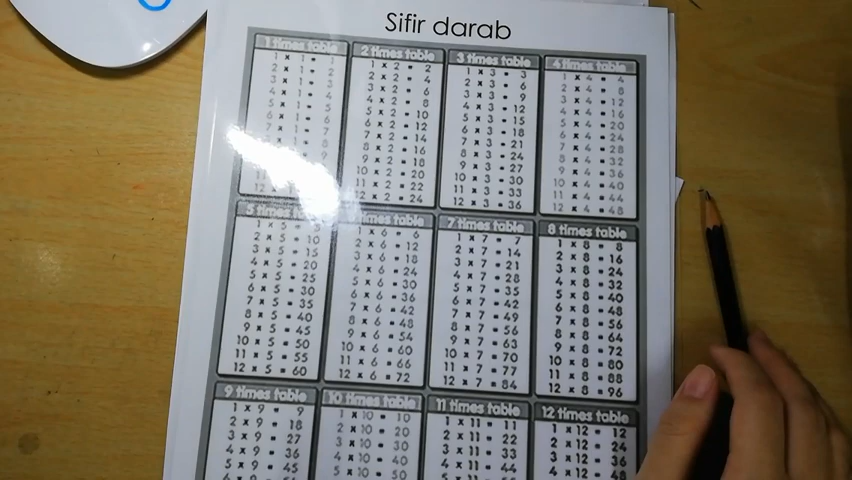 Sifir darab
1 times table
1 x 1 = 1
2 x 1 = 2
3 x 1 = 3
4 x 1 = 4
5 x 1 = 5
6 x 1 = 6
7 x 1 = 7
1 = 8
9
11
12 x
2 times table
1 x 2 = 2
2 x 2 = 4
3 x 2 = 6
4 x 2 = 8
5 x 2 = 10
6 x 2 = 12
7 x 2 = 14
8 x 2 = 16
9 x 2 = 18
10 x 2 = 20
11 x 2 = 22
12 x 2 = 24
3 times table
1 x 3 = 3
2 x 3 = 6
3 x 3 = 9
4 x 3 = 12
5 x 3 = 15
6 x 3 = 18
7 x 3 = 21
8 x 3 = 24
9 x 3 = 27
10 x 3 = 30
11 x 3 = 33
12 x 3 = 36
4 times table
1 x 4 = 4
2 x 4 = 8
3 x 4 = 12
4 x 4 = 16
5 x 4 = 20
6 x 4 = 24
7 x 4 = 28
8 x 4 = 32
9 x 4 = 36
10 x 4 = 40
11 x 4 = 44
12 x 4 = 48
5 times table
1 x 5 = 5
2 x 5 = 10
3 x 5 = 15
4 x 5 = 20
5 x 5 = 25
6 x 5 = 30
7 x 5 = 35
8 x 5 = 40
9 x 5 = 45
10 x 5 = 50
11 x 5 = 55
12 x 5 = 60
times table
1 x 6 = 6
2 x 6 = 12
3 x 6 = 18
4 x 6 = 24
5 x 6 = 30
6 x 6 = 36
7 x 6 = 42
8 x 6 = 48
9 x 6 = 54
10 x 6 = 60
11 x 6 = 66
12 x 6 = 72
7 times table
1 x 7 = 7
2 x 7 = 14
3 x 7 = 21
4 x 7 = 28
5 x 7 = 35
6 x 7 = 42
7 x 7 = 49
8 x 7 = 56
9 x 7 = 63
10 x 7 = 70
11 x 7 = 77
12 x 7 = 84
8 times table
1 x 8 = 8
2 x 8 = 16
3 x 8 = 24
4 x 8 = 32
5 x 8 = 40
6 x 8 = 48
7 x 8 = 56
8 x 8 = 64
9 x 8 = 72
10 x 8 = 80
11 x 8 = 88
12 x 8 = 96
9 times table
1 x 9 = 9
2 x 9 = 18
3 x 9 = 27
4 x 9 = 36
5 x 9 = 45
10 times table
1 x 10 = 10
2 x 10 = 20
3 x 10 = 30
4 x 10 = 40
5 x 10 = 50
11 times table
1 x 11 = 11
2 x 11 = 22
3 x 11 = 33
4 x 11 = 44
12 times table
1 x 12 = 12
2 x 12 = 24
3 x 12 = 36
4 x 12 = 48